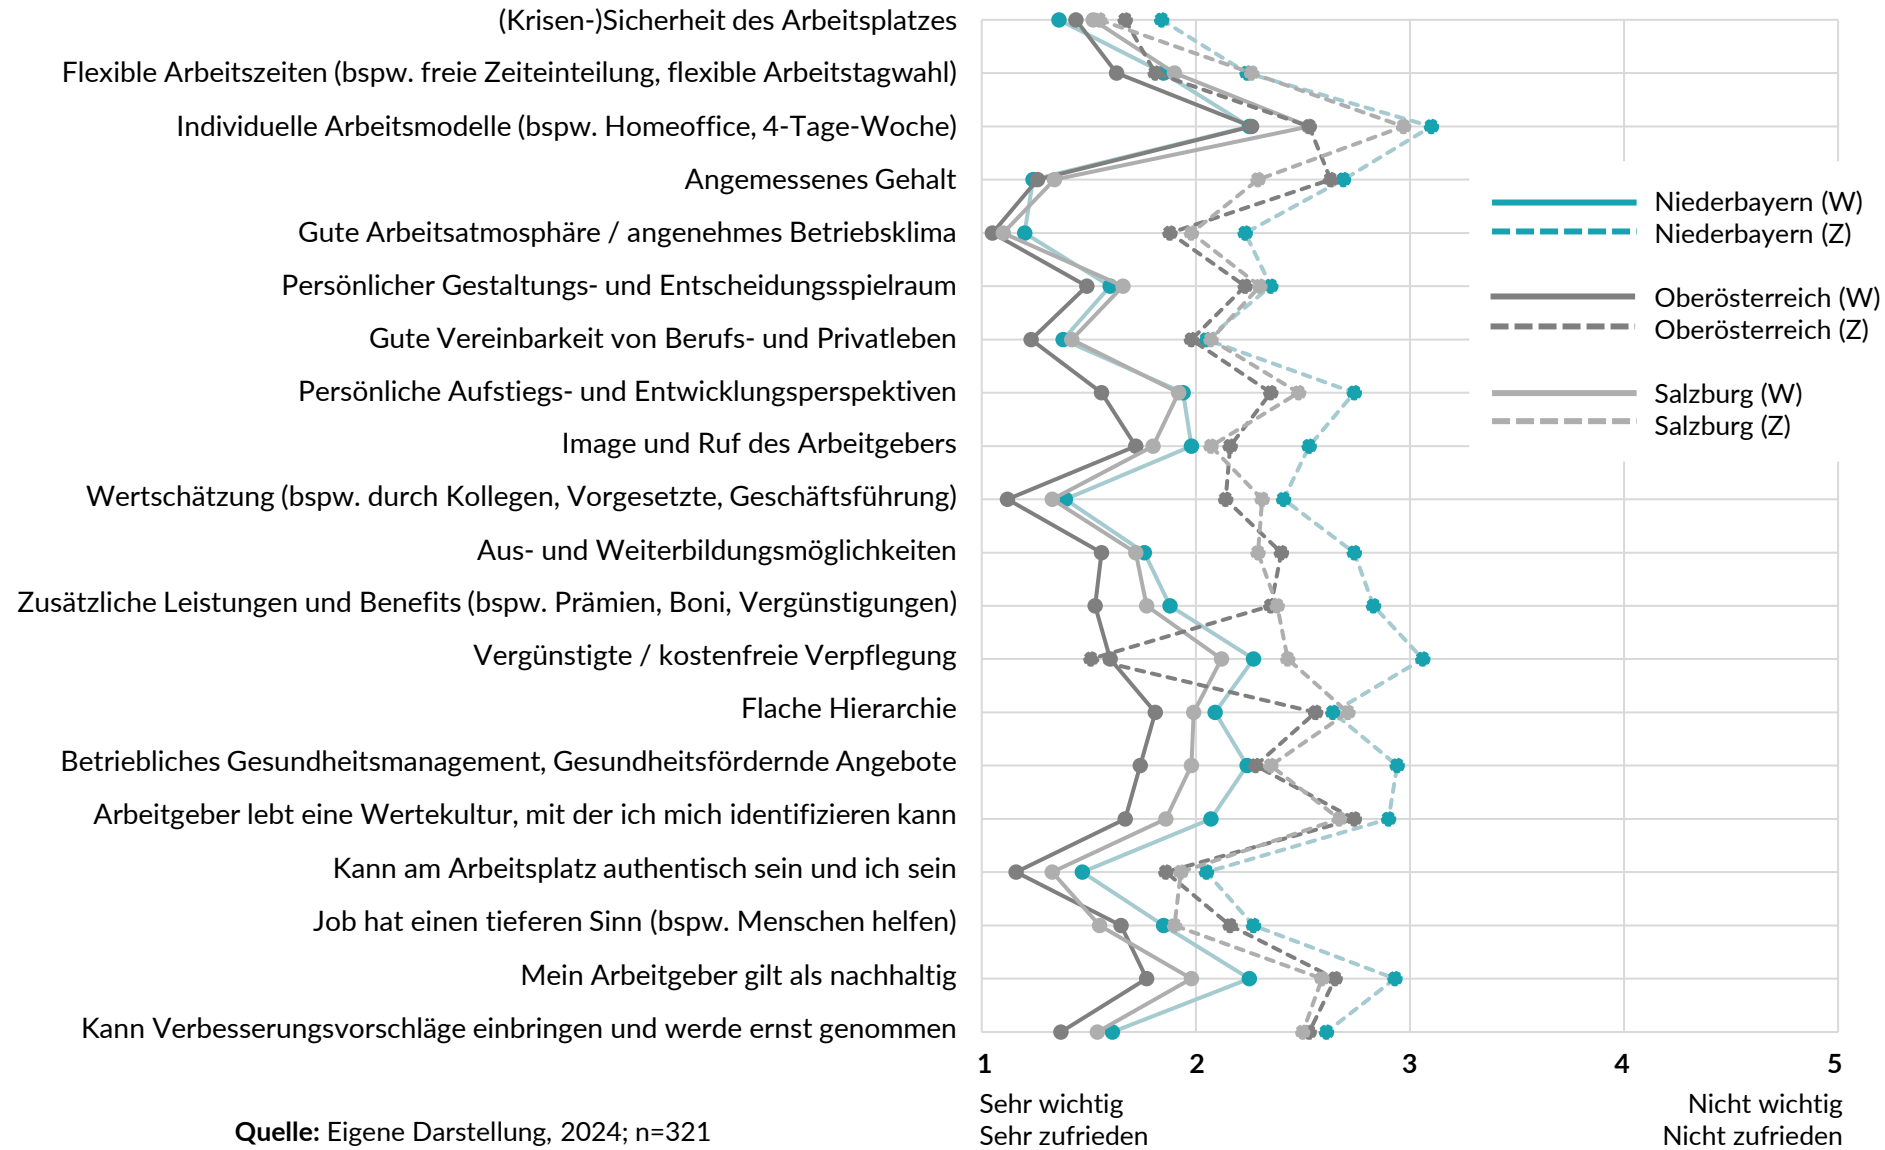 (Krisen-)Sicherheit des Arbeitsplatzes
Flexible Arbeitszeiten (bspw. freie Zeiteinteilung, flexible Arbeitstagwahl)
Individuelle Arbeitsmodelle (bspw. Homeoffice, 4-Tage-Woche)
Angemessenes Gehalt
Gute Arbeitsatmosphäre / angenehmes Betriebsklima
Persönlicher Gestaltungs- und Entscheidungsspielraum
Gute Vereinbarkeit von Berufs- und Privatleben
Persönliche Aufstiegs- und Entwicklungsperspektiven
Image und Ruf des Arbeitgebers
Wertschätzung (bspw. durch Kollegen, Vorgesetzte, Geschäftsführung)
Aus- und Weiterbildungsmöglichkeiten
Zusätzliche Leistungen und Benefits (bspw. Prämien, Boni, Vergünstigungen)
Vergünstigte / kostenfreie Verpflegung
Flache Hierarchie
Betriebliches Gesundheitsmanagement, Gesundheitsfördernde Angebote
Arbeitgeber lebt eine Wertekultur, mit der ich mich identifizieren kann
Kann am Arbeitsplatz authentisch sein und ich sein
Job hat einen tieferen Sinn (bspw. Menschen helfen)
Mein Arbeitgeber gilt als nachhaltig
Kann Verbesserungsvorschläge einbringen und werde ernst genommen
Niederbayern (W)
Niederbayern (Z)
Oberösterreich (W)
Oberösterreich (Z)
Salzburg (W)
Salzburg (Z)
1 2 3 4 5
Sehr wichtig
Sehr zufrieden
Nicht wichtig
Nicht zufrieden
Quelle: Eigene Darstellung, 2024; n=321